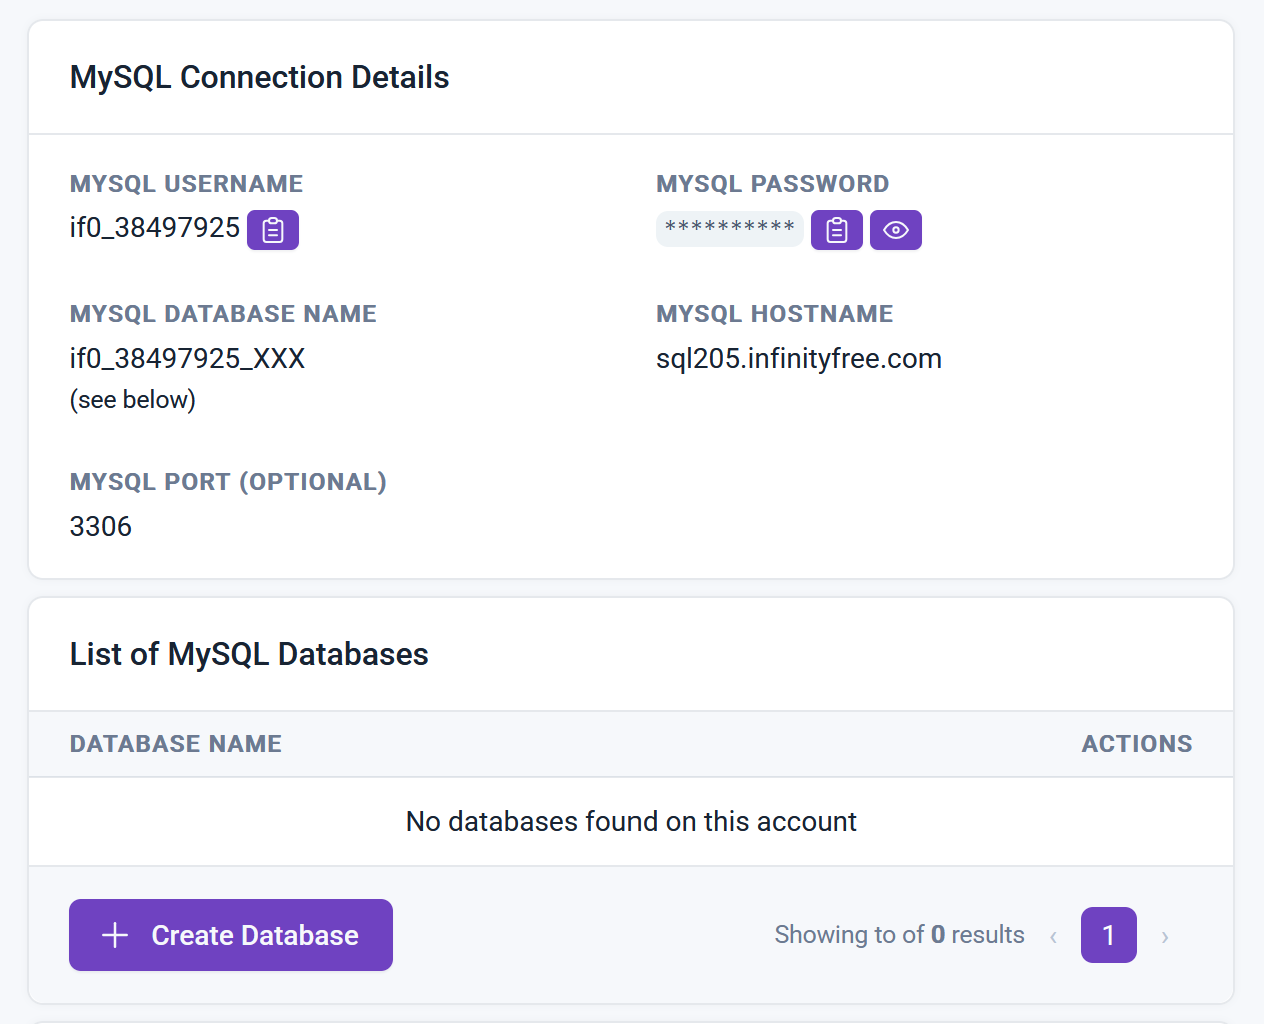 MySQL Connection Details
MYSQL USERNAME
if0_38497925
MYSQL PASSWORD
**********
MYSQL DATABASE NAME
if0_38497925_XXX
(see below)
MYSQL HOSTNAME
sql205.infinityfree.com
MYSQL PORT (OPTIONAL)
3306
List of MySQL Databases
DATABASE NAME ACTIONS
No databases found on this account
Create Database
Showing to of 0 results ‹ 1 ›